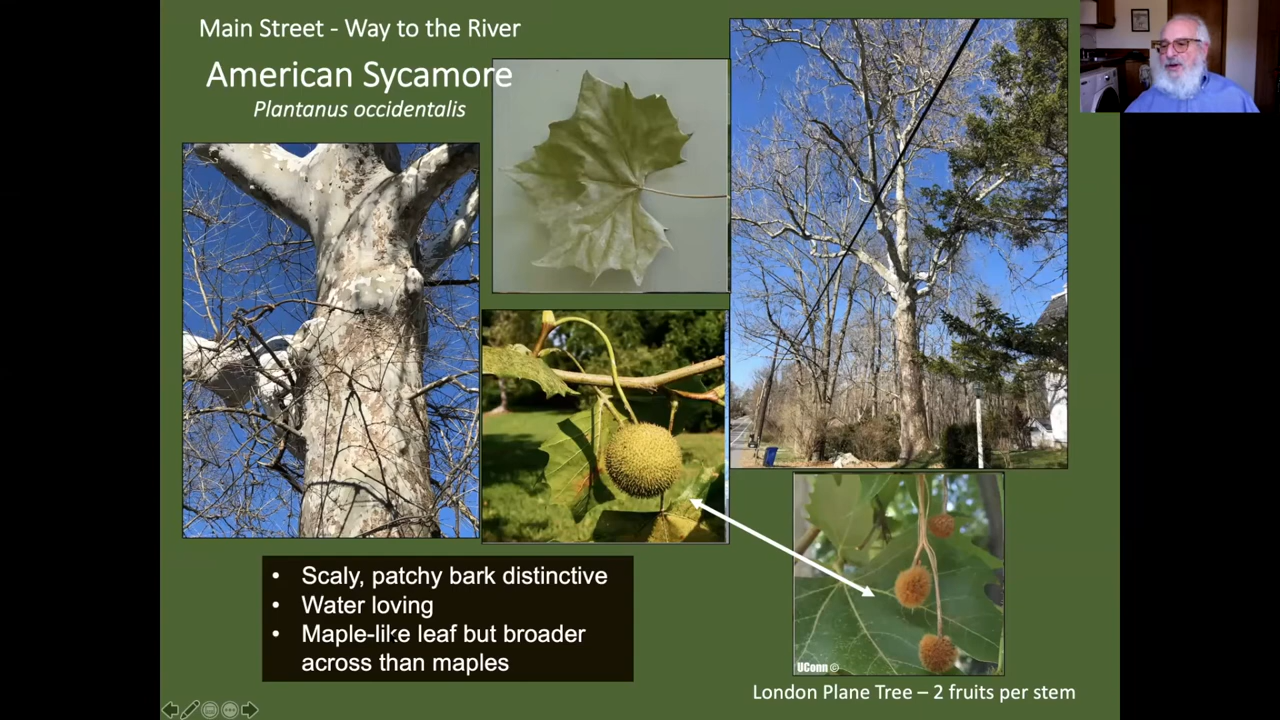 Main Street - Way to the River
American Sycamore
Plantanus occidentalis
• Scaly, patchy bark distinctive
• Water loving
• Maple-like leaf but broader
across than maples
UConn ©
London Plane Tree – 2 fruits per stem